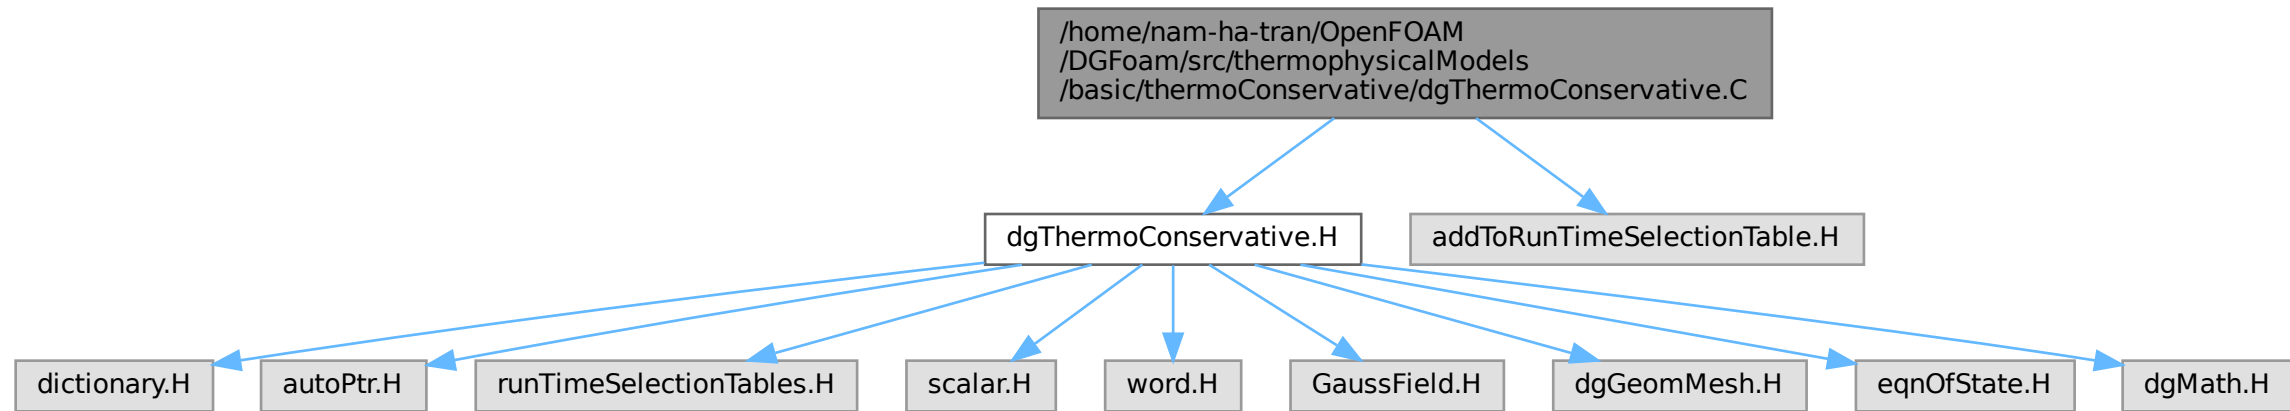 /home/nam-ha-tran/OpenFOAM
/DGFoam/src/thermophysicalModels
/basic/thermoConservative/dgThermoConservative.C
dgThermoConservative.H
addToRunTimeSelectionTable.H
dictionary.H
autoPtr.H
runTimeSelectionTables.H
scalar.H
word.H
GaussField.H
dgGeomMesh.H
eqnOfState.H
dgMath.H